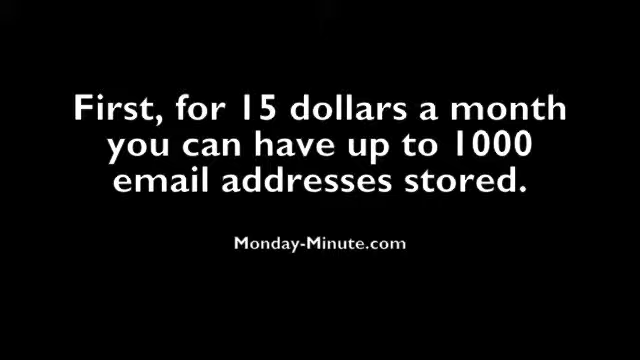 First, for 15 dollars a month
you can have up to 1000
email addresses stored.
Monday-Minute.com